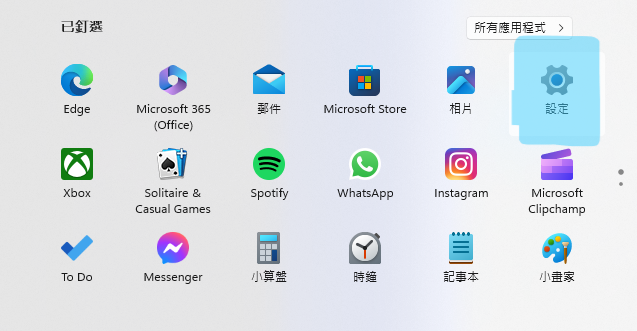 已釘選
所有應用程式
Edge
Microsoft 365
(Office)
郵件
Microsoft Store
相片
設定
Xbox
Solitaire &
Casual Games
Spotify
WhatsApp
Instagram
Microsoft
Clipchamp
To Do
Messenger
小算盤
時鐘
記事本
小畫家